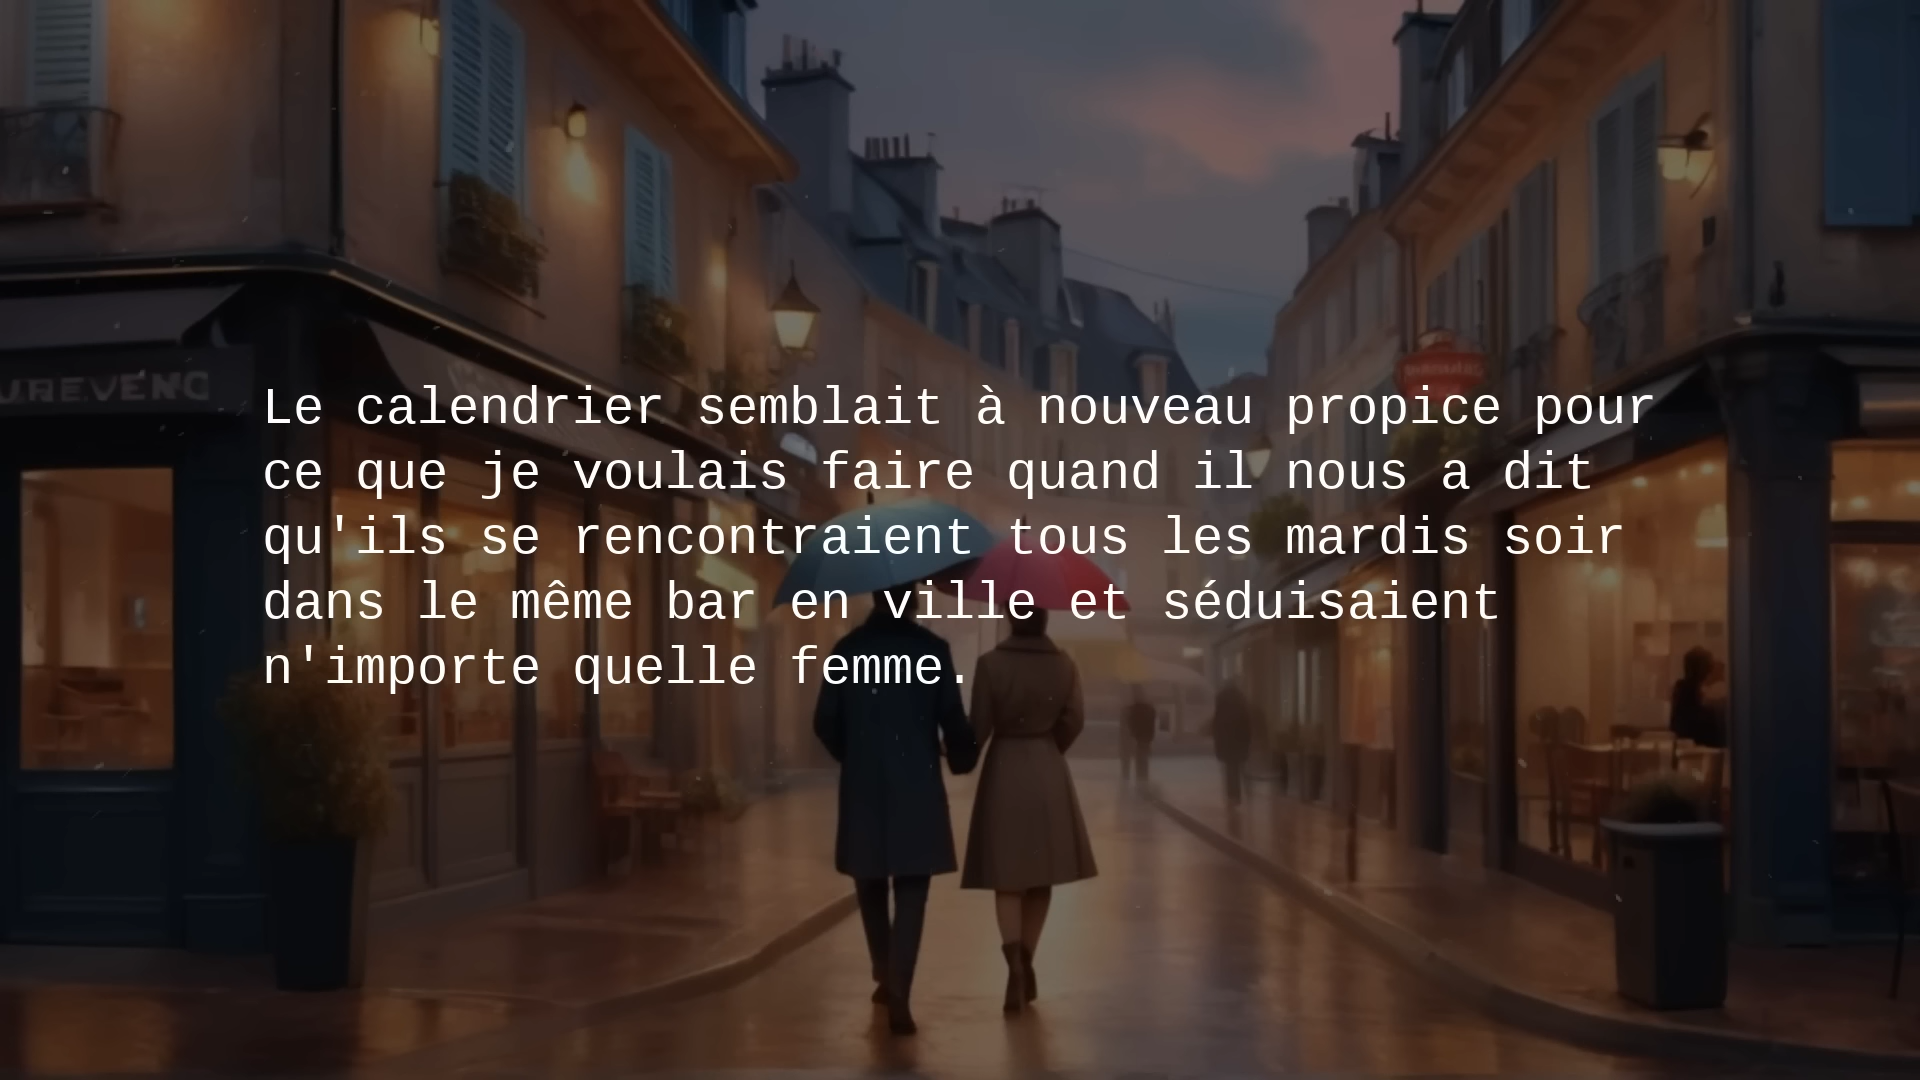 Le calendrier semblait à nouveau propice pour
ce que je voulais faire quand il nous a dit
qu'ils se rencontraient tous les mardis soir
dans le même bar en ville et séduisaient
n'importe quelle femme.